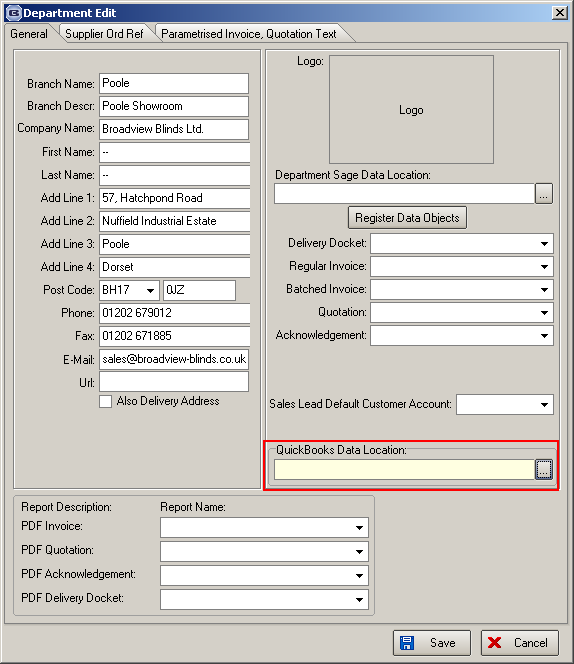 Department Edit
General
Supplier Ord Ref
Parametrised Invoice, Quotation Text
Branch Name: Poole
Branch Descr: Poole Showroom
Company Name: Broadview Blinds Ltd.
First Name: --
Last Name: --
Add Line 1: 57, Hatchpond Road
Add Line 2: Nuffield Industrial Estate
Add Line 3: Poole
Add Line 4: Dorset
Post Code: BH17 0JZ
Phone: 01202 679012
Fax: 01202 671885
E-Mail: sales@broadview-blinds.co.uk
Url:
Also Delivery Address
Logo:
Logo
Department Sage Data Location:
...
Register Data Objects
Delivery Docket:
Regular Invoice:
Batched Invoice:
Quotation:
Acknowledgement:
Sales Lead Default Customer Account:
QuickBooks Data Location:
...
Report Description: Report Name:
PDF Invoice:
PDF Quotation:
PDF Acknowledgement:
PDF Delivery Docket:
Save
Cancel